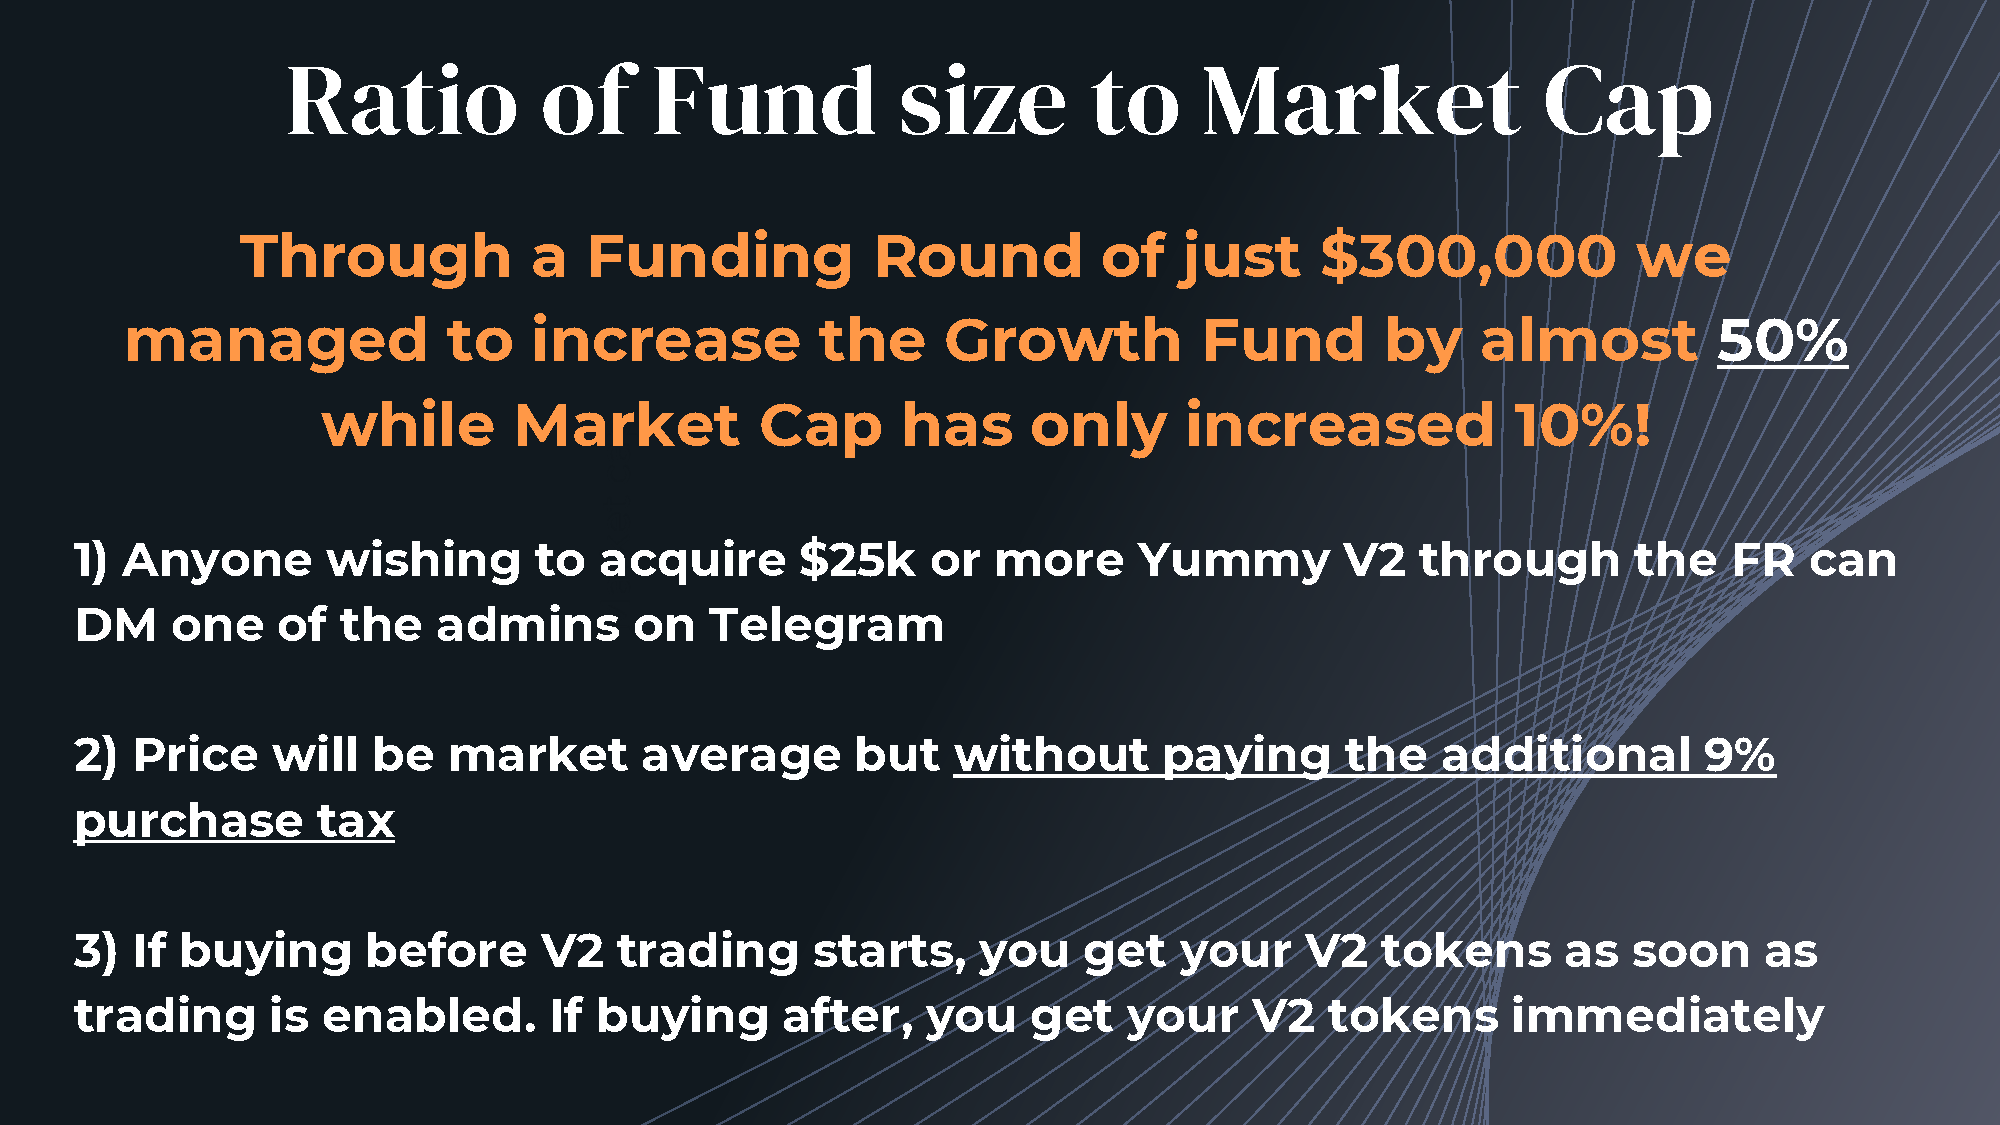 Ratio of Fund size to Market Cap
Through a Funding Round of just $300,000 we
managed to increase the Growth Fund by almost 50%
while Market Cap has only increased 10%!
1) Anyone wishing to acquire $25k or more Yummy V2 through the FR can
DM one of the admins on Telegram
2) Price will be market average but without paying the additional 9%
purchase tax
3) If buying before V2 trading starts, you get your V2 tokens as soon as
trading is enabled. If buying after, you get your V2 tokens immediately